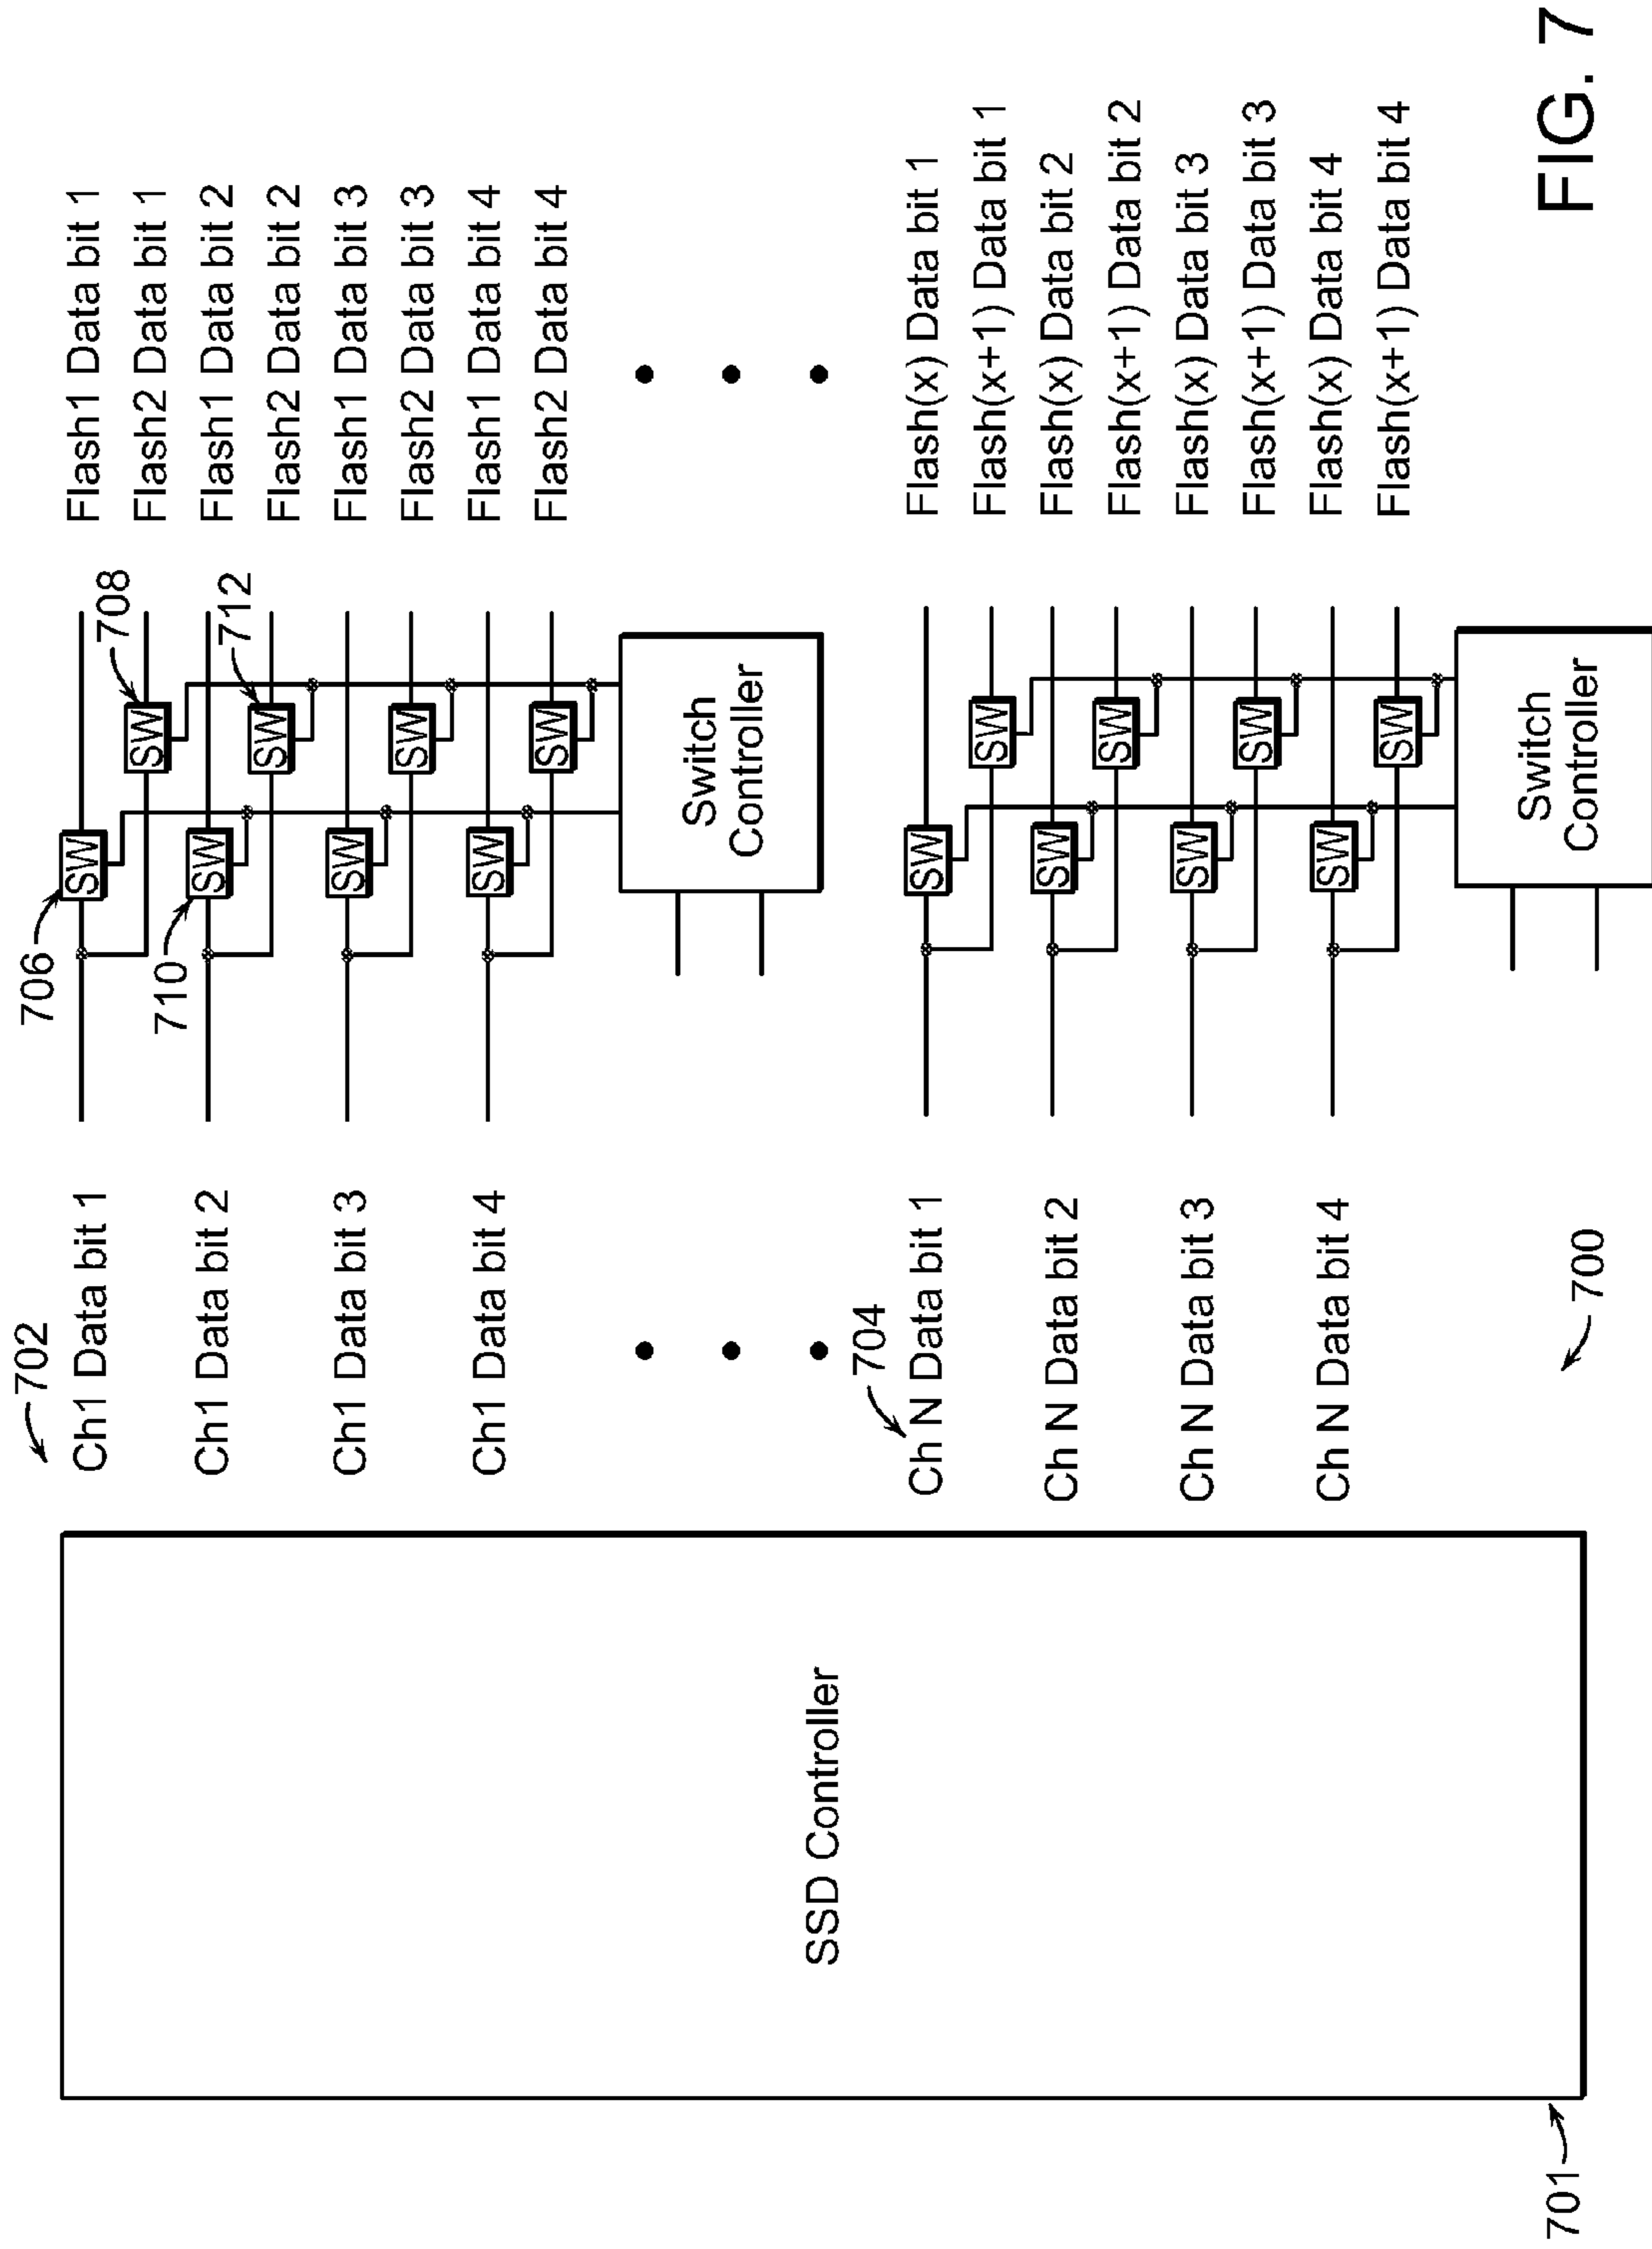 701
SSD Controller
702
Ch1 Data bit 1
Ch1 Data bit 2
Ch1 Data bit 3
Ch1 Data bit 4
704
Ch N Data bit 1
Ch N Data bit 2
Ch N Data bit 3
Ch N Data bit 4
700
706
SW
708
SW
710
SW
712
SW
SW
SW
SW
SW
Switch
Controller
SW
SW
SW
SW
SW
SW
SW
SW
Switch
Controller
Flash1 Data bit 1
Flash2 Data bit 1
Flash1 Data bit 2
Flash2 Data bit 2
Flash1 Data bit 3
Flash2 Data bit 3
Flash1 Data bit 4
Flash2 Data bit 4
Flash(x) Data bit 1
Flash(x+1) Data bit 1
Flash(x) Data bit 2
Flash(x+1) Data bit 2
Flash(x) Data bit 3
Flash(x+1) Data bit 3
Flash(x) Data bit 4
Flash(x+1) Data bit 4
FIG. 7